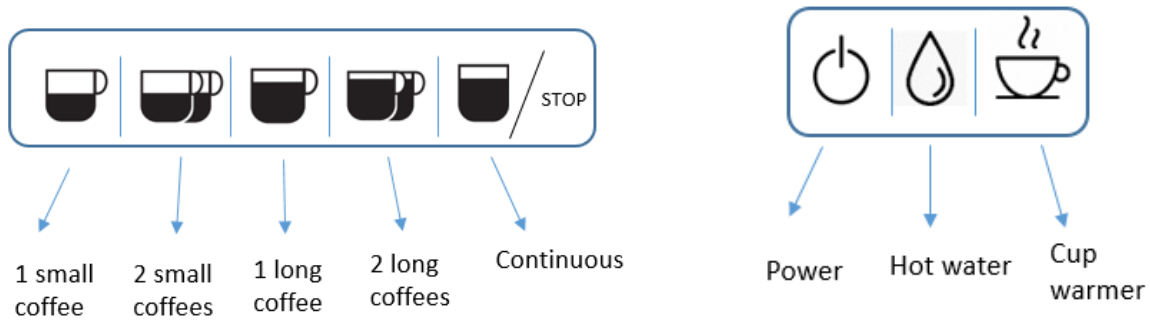 STOP
1 small
coffee
2 small
coffees
1 long
coffee
2 long
coffees
Continuous
Power
Hot water
Cup
warmer